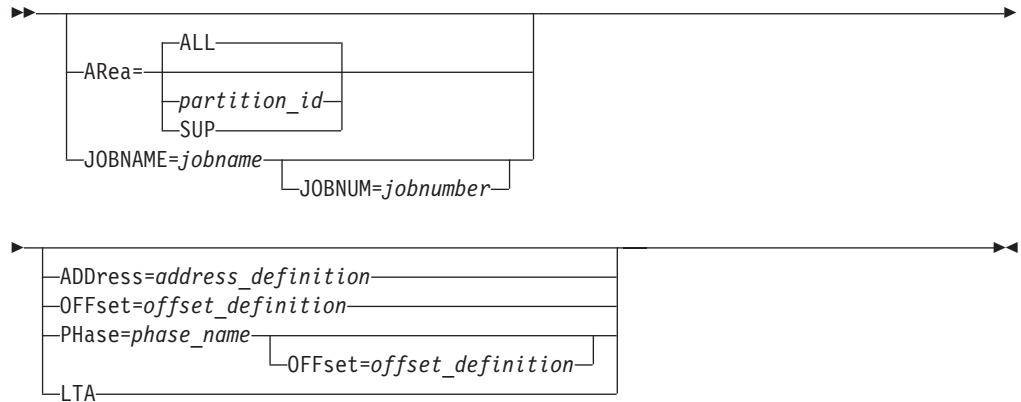 ALL
ARea=
partition_id
SUP
JOBNAME=jobname
JOBNUM=jobnumber
ADDress=address_definition
OFFset=offset_definition
PHase=phase_name
OFFset=offset_definition
LTA